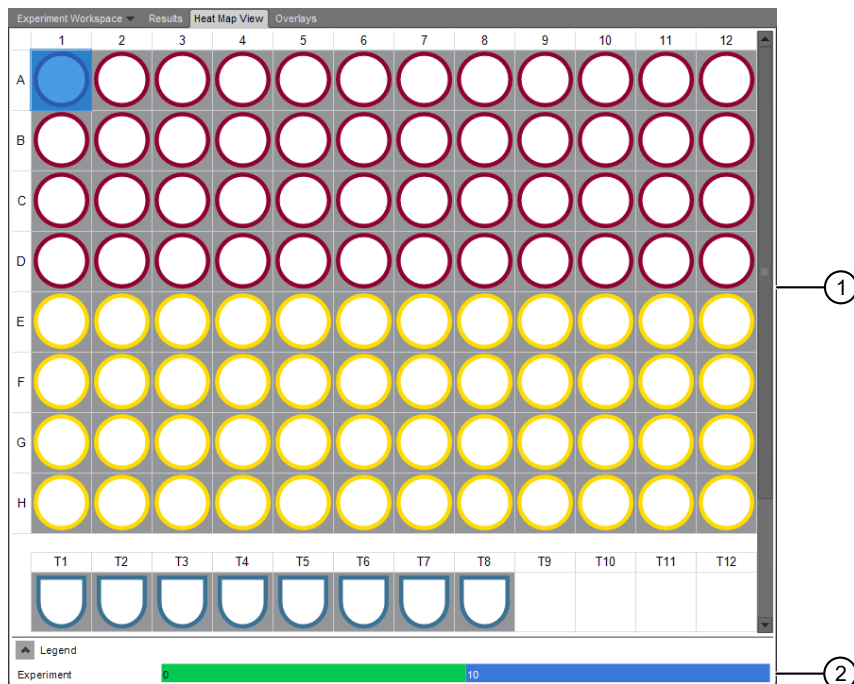 Experiment Workspace Results Heat Map View Overlays
1 2 3 4 5 6 7 8 9 10 11 12
A
B
C
D
1
E
F
G
H
T1 T2 T3 T4 T5 T6 T7 T8 T9 T10 T11 T12
Legend
Experiment 0 10 2